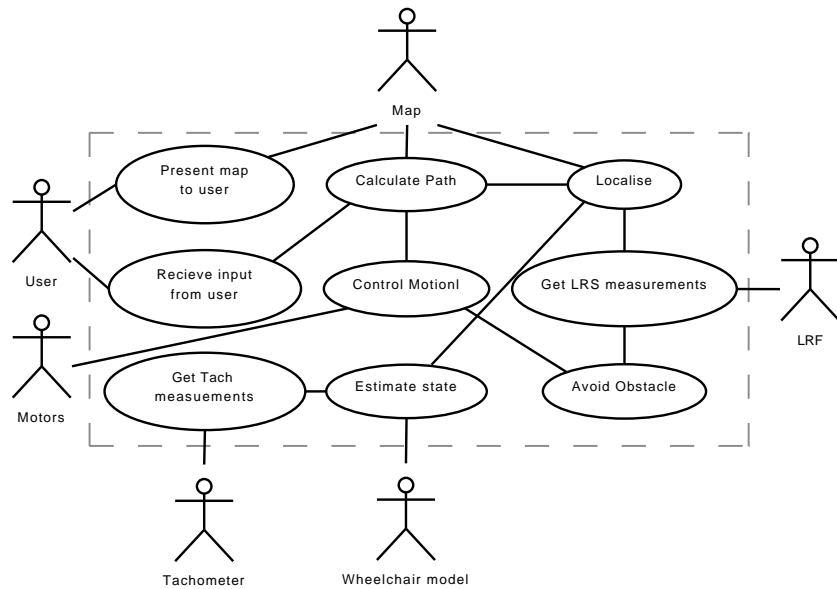 Map
Present map
to user
Calculate Path
Localise
User
Recieve input
from user
Control Motionl
Get LRS measurements
LRF
Motors
Get Tach
measuements
Estimate state
Avoid Obstacle
Tachometer
Wheelchair model